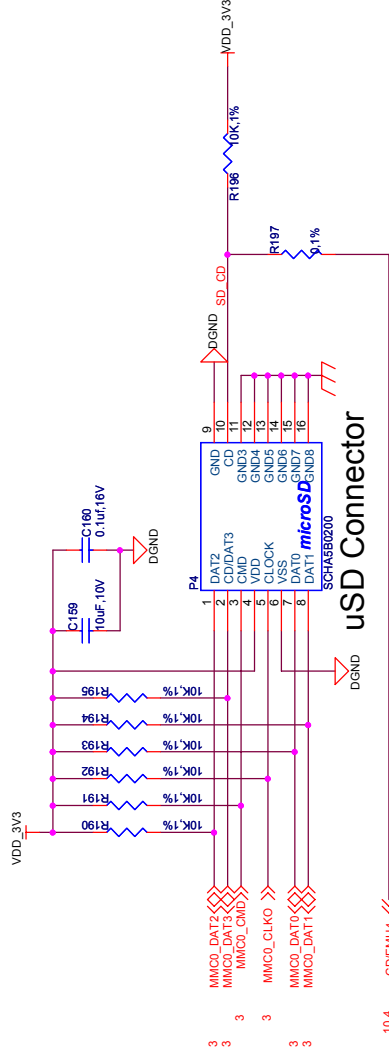 VDD_3V3
R190
10K,1%
R191
10K,1%
R192
10K,1%
R193
10K,1%
R194
10K,1%
R195
10K,1%
C159
10uF,10V
C160
0.1uf,16V
DGND
3
MMC0_DAT2
3
MMC0_DAT3
3
MMC0_CMD
3
MMC0_CLKO
3
MMC0_DAT0
3
MMC0_DAT1
P4
1
DAT2
2
CD/DAT3
3
CMD
4
VDD
5
CLOCK
6
VSS
7
DAT0
8
DAT1
9
GND
10
CD
11
GND3
12
GND4
13
GND5
14
GND6
15
GND7
16
GND8
microSD
SCHA5B0200
uSD Connector
DGND
DGND
SD_CD
R196
10K,1%
VDD_3V3
R197
0,1%
10,4